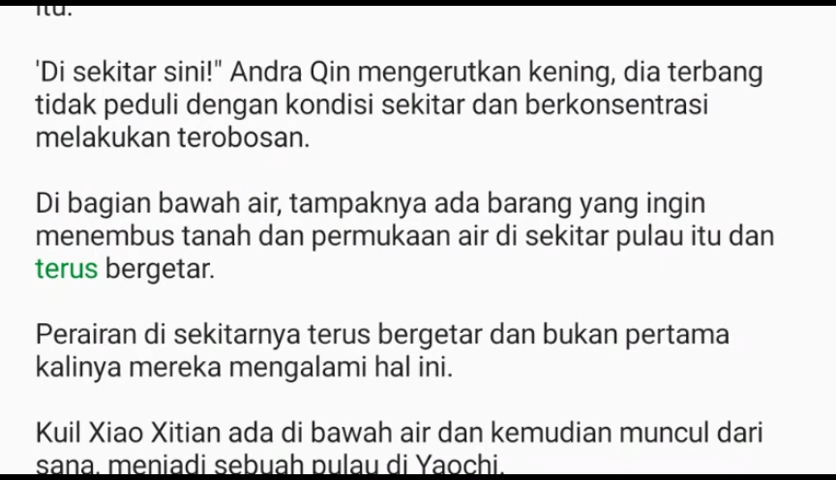 itu.
'Di sekitar sini!" Andra Qin mengerutkan kening, dia terbang
tidak peduli dengan kondisi sekitar dan berkonsentrasi
melakukan terobosan.
Di bagian bawah air, tampaknya ada barang yang ingin
menembus tanah dan permukaan air di sekitar pulau itu dan
terus bergetar.
Perairan di sekitarnya terus bergetar dan bukan pertama
kalinya mereka mengalami hal ini.
Kuil Xiao Xitian ada di bawah air dan kemudian muncul dari
sana, menjadi sebuah pulau di Yaochi.